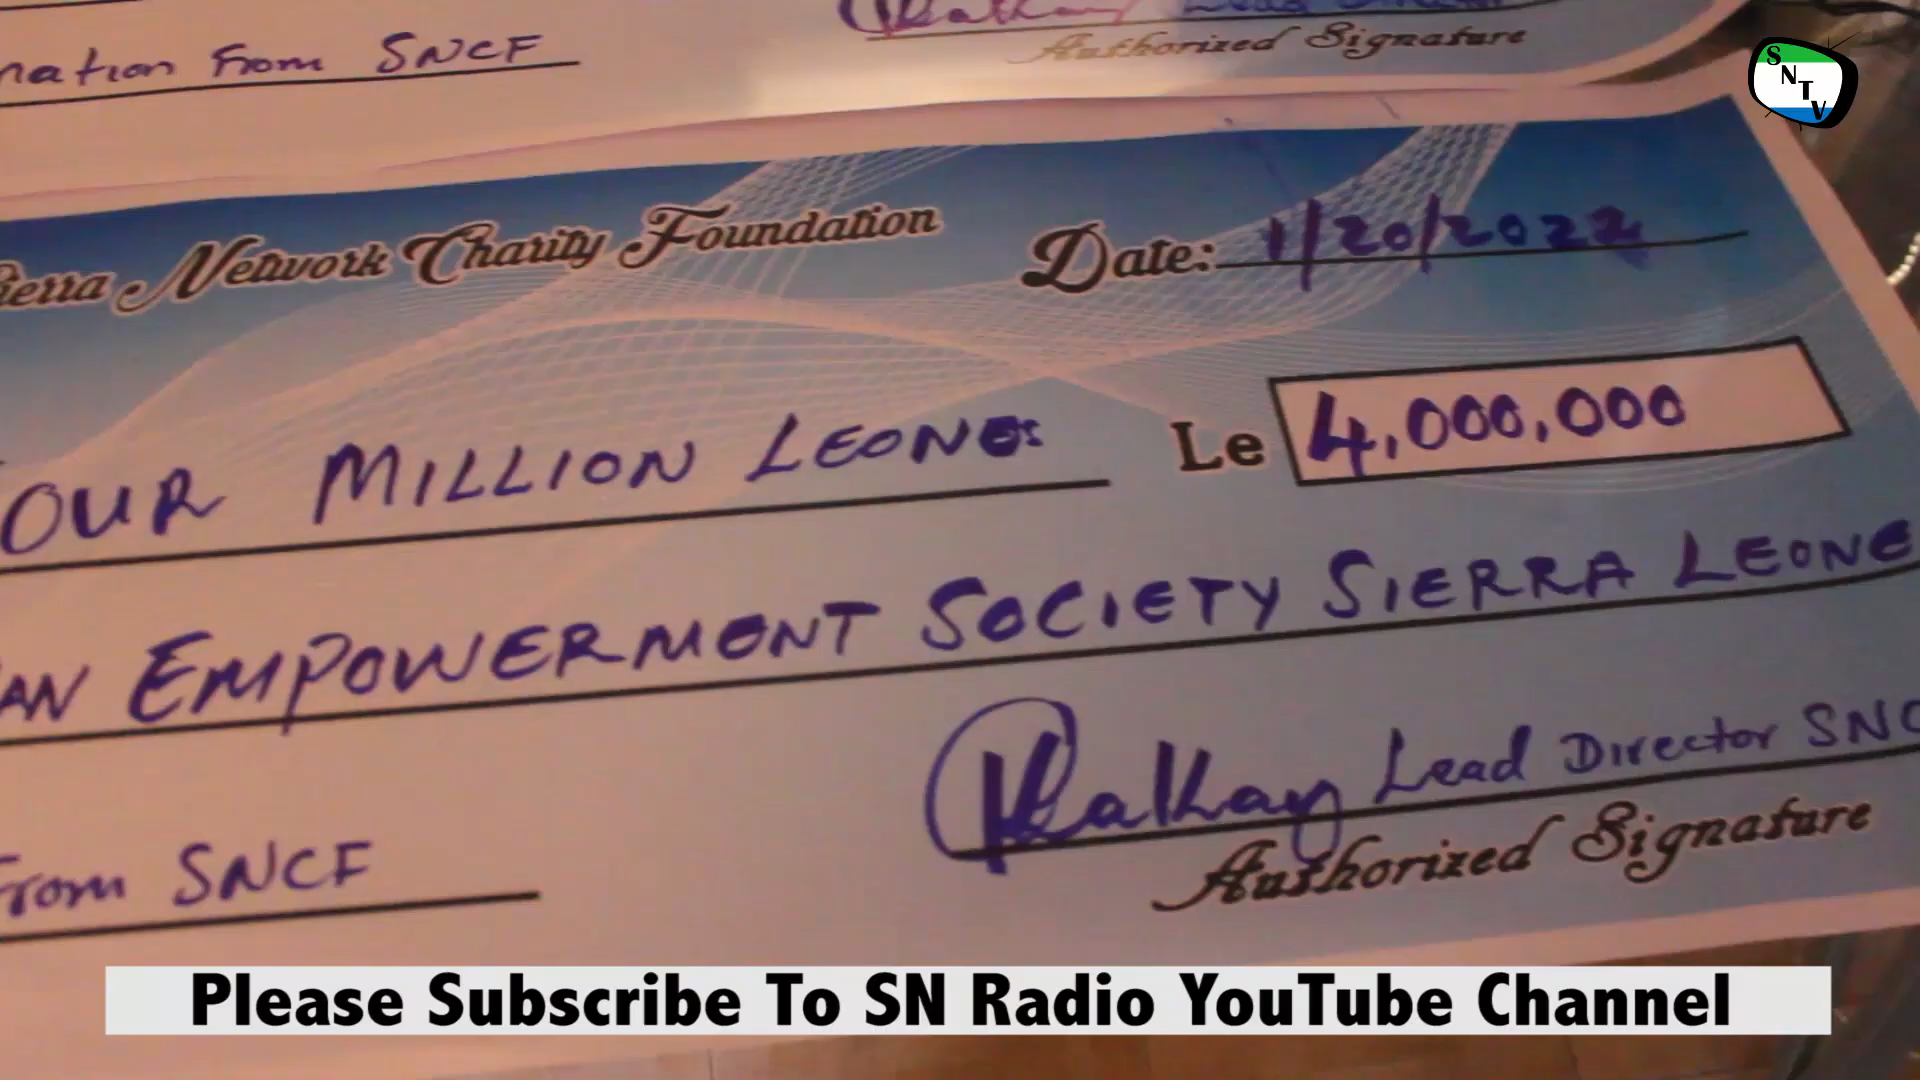 nation From SNCF
Authorized Signature
S
N
T
V
ierra Network Charity Foundation
Date: 1/20/2022
OUR MILLION LEONES
Le 4,000,000
AN EMPOWERMENT SOCIETY SIERRA LEONE
Lead Director SNC
From SNCF
Authorized Signature
Please Subscribe To SN Radio YouTube Channel